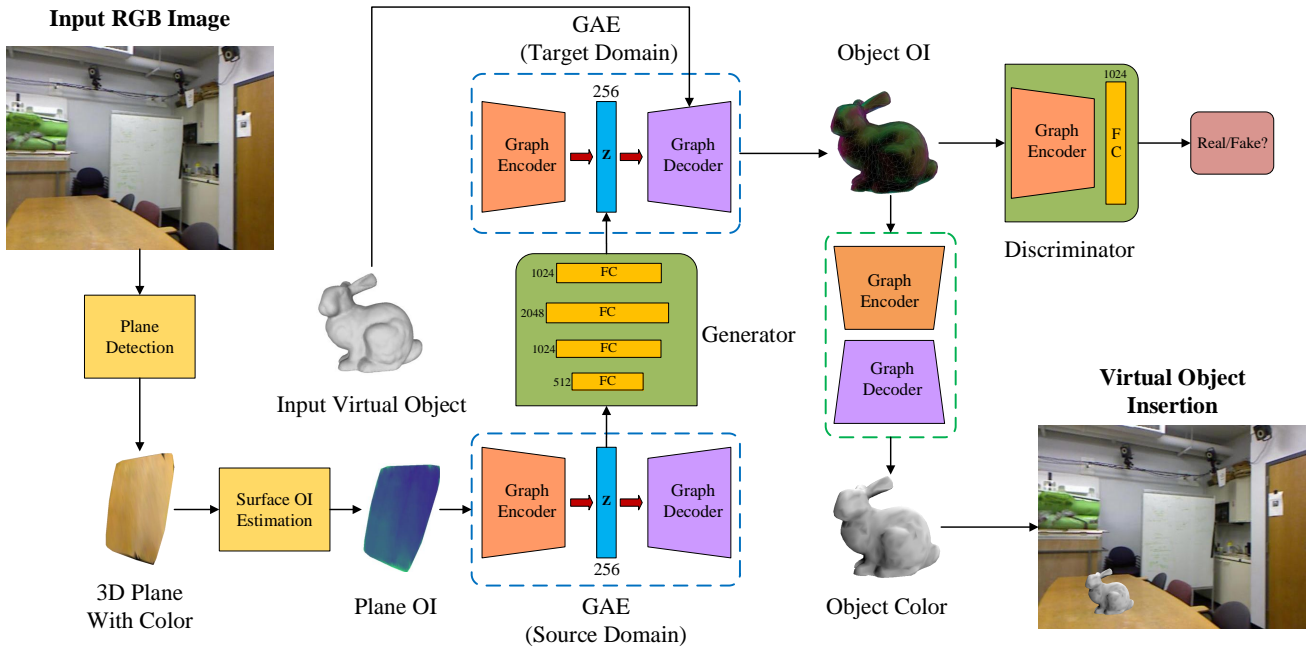 Input RGB Image
Plane
Detection
3D Plane
With Color
Surface OI
Estimation
Plane OI
Input Virtual Object
GAE
(Target Domain)
256
Graph
Encoder
Z
Graph
Decoder
1024
FC
2048
FC
1024
FC
512
FC
Generator
Graph
Encoder
Z
Graph
Decoder
256
GAE
(Source Domain)
Object OI
1024
Graph
Encoder
F
C
Discriminator
Real/Fake?
Graph
Encoder
Graph
Decoder
Object Color
Virtual Object
Insertion